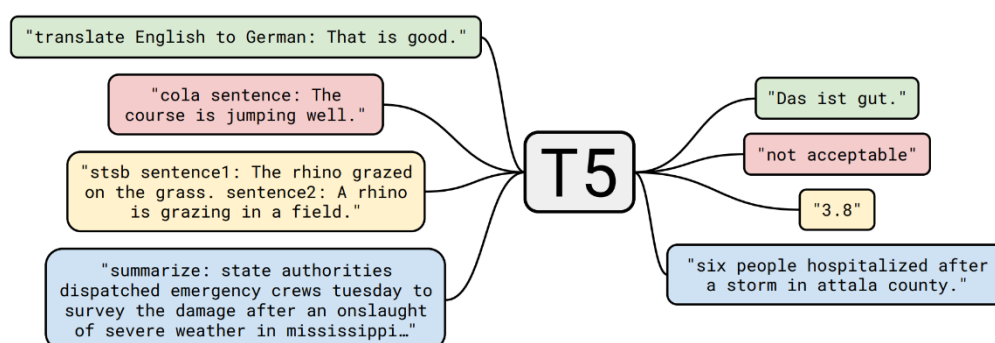 "translate English to German: That is good."
"cola sentence: The
course is jumping well."
"stsb sentence1: The rhino grazed
on the grass. sentence2: A rhino
is grazing in a field."
"summarize: state authorities
dispatched emergency crews tuesday to
survey the damage after an onslaught
of severe weather in mississippi…"
T5
"Das ist gut."
"not acceptable"
"3.8"
"six people hospitalized after
a storm in attala county."